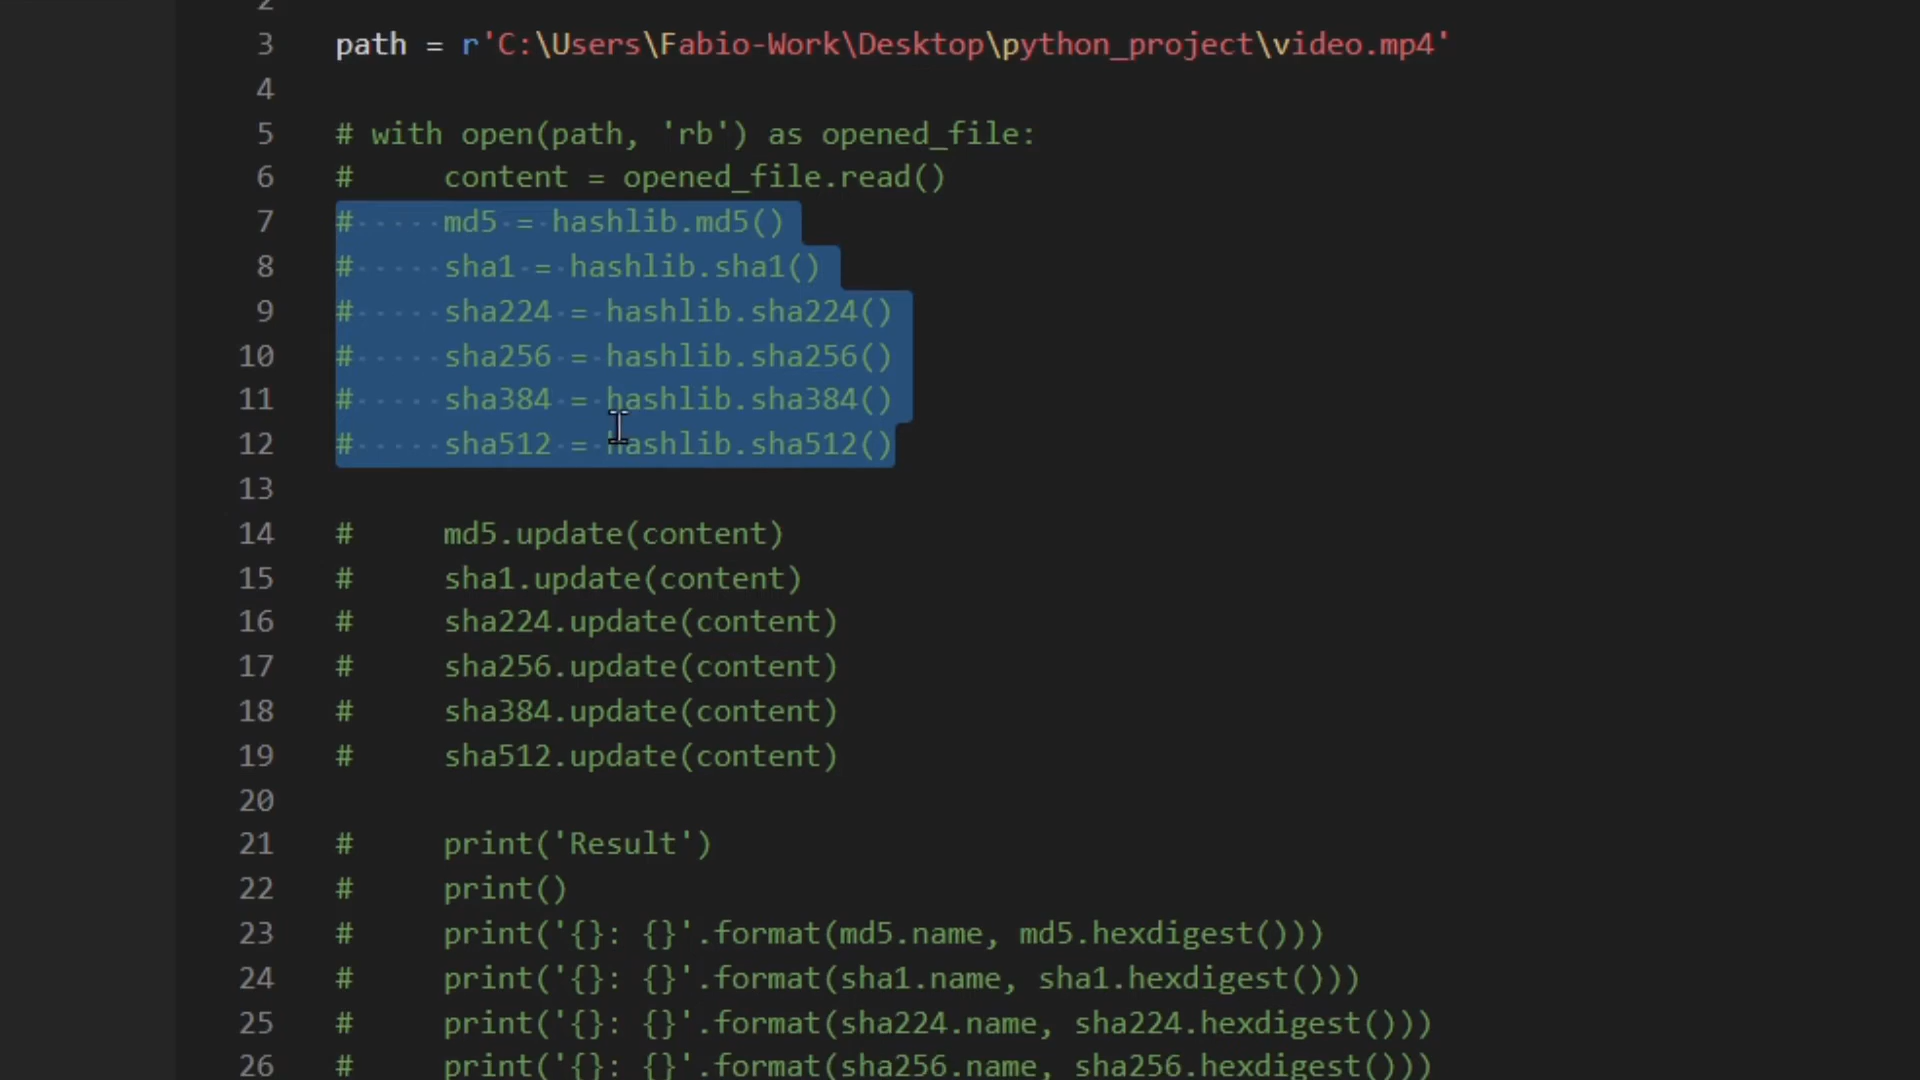 2
3 path = r'C:\Users\Fabio-Work\Desktop\python_project\video.mp4'
4
5 # with open(path, 'rb') as opened_file:
6 #     content = opened_file.read()
7 #     md5 = hashlib.md5()
8 #     sha1 = hashlib.sha1()
9 #     sha224 = hashlib.sha224()
10 #     sha256 = hashlib.sha256()
11 #     sha384 = hashlib.sha384()
12 #     sha512 = hashlib.sha512()
13
14 #     md5.update(content)
15 #     sha1.update(content)
16 #     sha224.update(content)
17 #     sha256.update(content)
18 #     sha384.update(content)
19 #     sha512.update(content)
20
21 #     print('Result')
22 #     print()
23 #     print('{}: {}'.format(md5.name, md5.hexdigest()))
24 #     print('{}: {}'.format(sha1.name, sha1.hexdigest()))
25 #     print('{}: {}'.format(sha224.name, sha224.hexdigest()))
26 #     print('{}: {}'.format(sha256.name, sha256.hexdigest()))